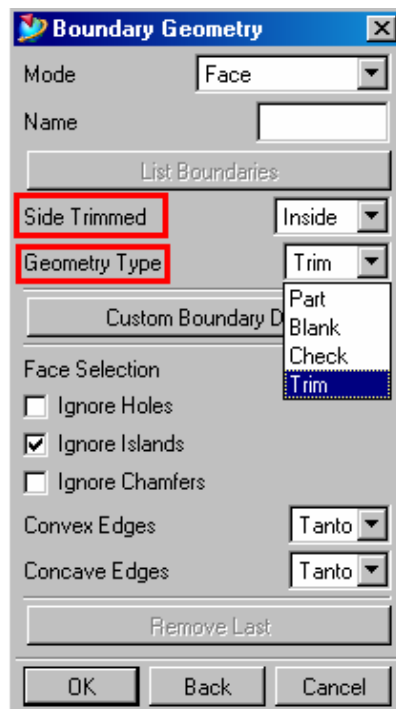 Boundary Geometry
Mode Face
Name
List Boundaries
Side Trimmed Inside
Geometry Type Trim
Part
Custom Boundary D
Blank
Check
Face Selection
Trim
Ignore Holes
Ignore Islands
Ignore Chamfers
Convex Edges Tanto
Concave Edges Tanto
Remove Last
OK Back Cancel